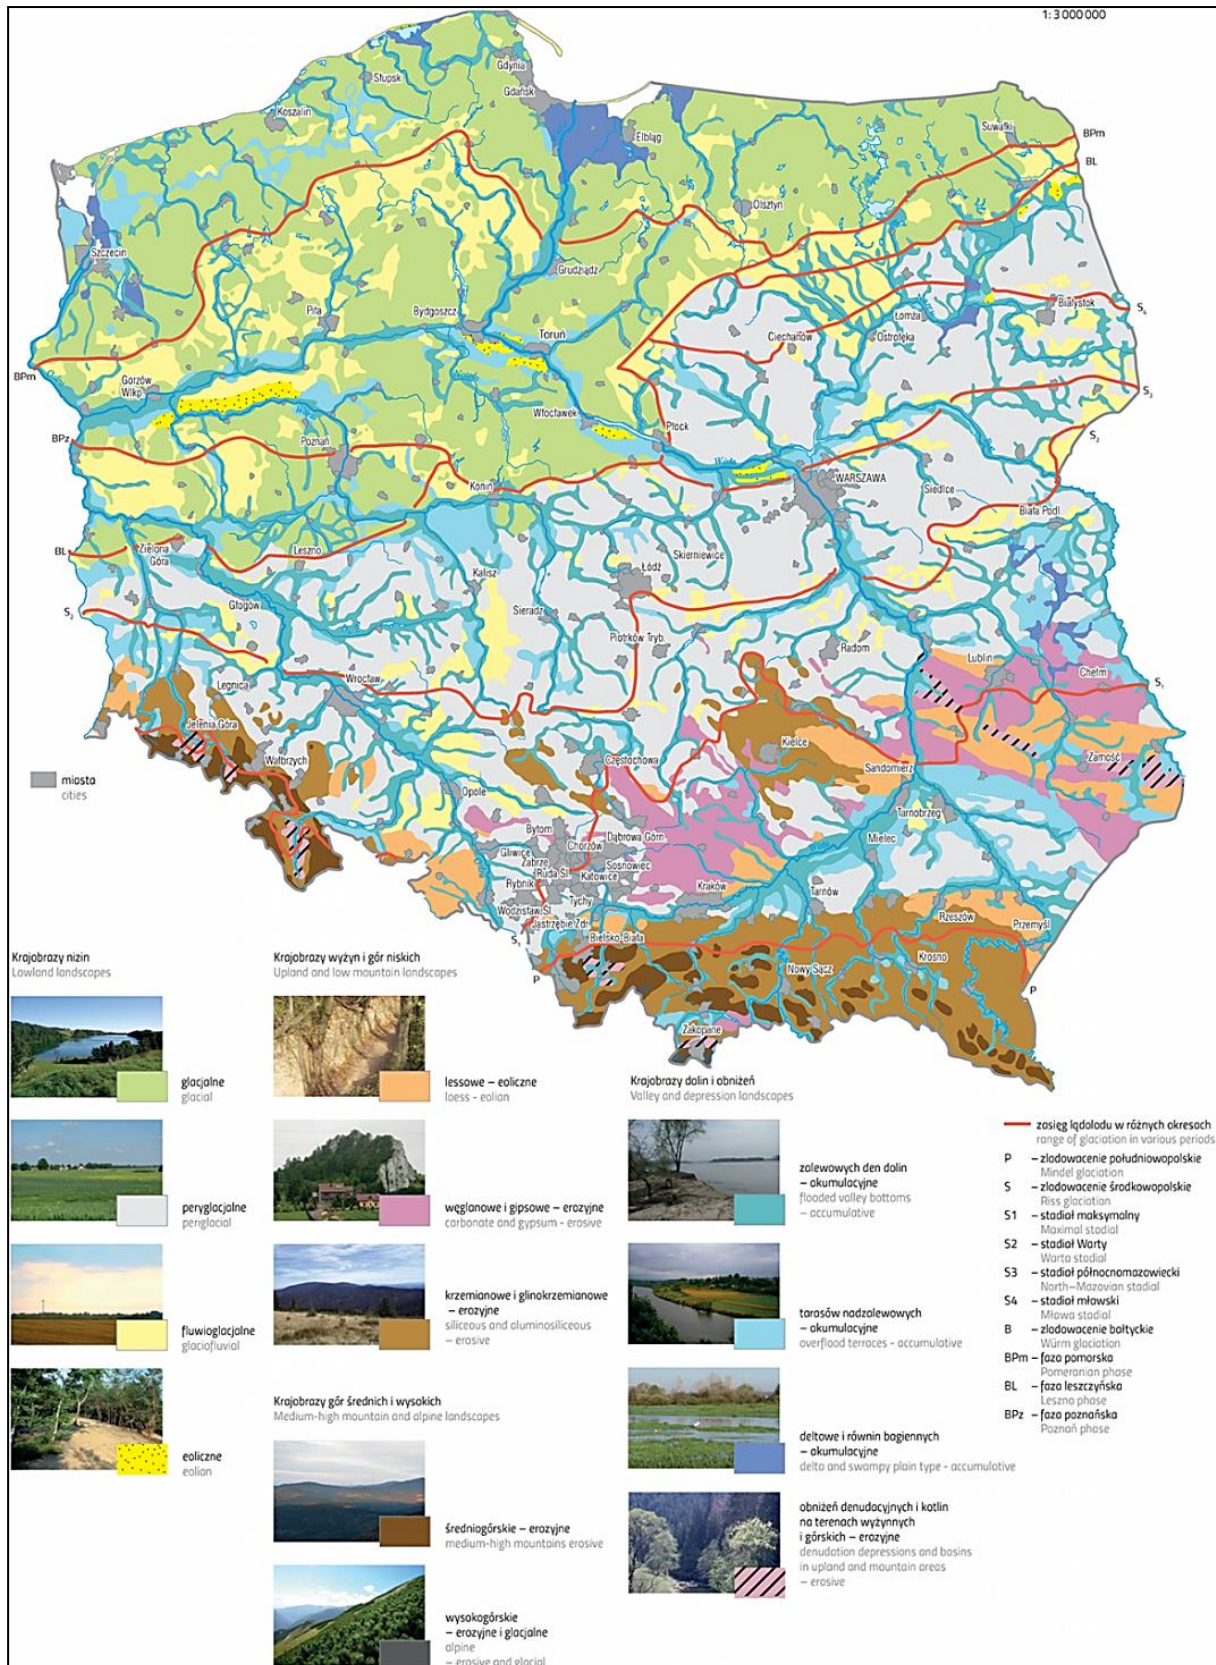 1: 3 000 000
Gdynia
Słupsk
Gdańsk
Koszalin
Elbląg
Suwałki
BPm
BL
Olsztyn
Szczecin
Grudziądz
Piła
Bydgoszcz
Toruń
Ciechanów
Łomża
Ostrołęka
Białystok
S4
BPm
Odra
Gorzów
Wlkp.
Noteć
Warta
Włocławek
Płock
S3
BPz
Poznań
Wisła
S2
Konin
WARSZAWA
Siedlce
Biała Podl.
BL
Zielona
Góra
Leszno
Skierniewice
Łódź
Kalisz
S2
Głogów
Sieradz
Piotrków Tryb.
Radom
Lublin
Chełm
S1
Legnica
Wrocław
Jelenia Góra
Kielce
Zamość
Wałbrzych
Częstochowa
Sandomierz
miasta
cities
Opole
Tarnobrzeg
Bytom
Dąbrowa Górn.
Mielec
Gliwice
Chorzów
Zabrze
Sosnowiec
Ruda Śl.
Katowice
Rybnik
Kraków
Tarnów
Tychy
Wodzisław Śl.
Rzeszów
Jastrzębie Zdr.
Przemyśl
S1
Bielsko-Biała
Krosno
P
Nowy Sącz
P
Zakopane
Krajobrazy nizin
Lowland landscapes
glacjalne
glacial
peryglacjalne
periglacial
fluwioglacjalne
glaciofluvial
eoliczne
eolian
Krajobrazy wyżyn i gór niskich
Upland and low mountain landscapes
lessowe – eoliczne
loess - eolian
węglanowe i gipsowe – erozyjne
carbonate and gypsum - erosive
krzemianowe i glinokrzemianowe
– erozyjne
siliceous and aluminosiliceous
– erosive
Krajobrazy gór średnich i wysokich
Medium-high mountain and alpine landscapes
średniogórskie – erozyjne
medium-high mountains erosive
wysokogórskie
– erozyjne i glacjalne
alpine
– erosive and glacial
Krajobrazy dolin i obniżeń
Valley and depression landscapes
zalewowych den dolin
– akumulacyjne
flooded valley bottoms
– accumulative
tarasów nadzalewowych
– akumulacyjne
overflood terraces - accumulative
deltowe i równin bagiennych
– akumulacyjne
delta and swampy plain type - accumulative
obniżeń denudacyjnych i kotlin
na terenach wyżynnych
i górskich – erozyjne
denudation depressions and basins
in upland and mountain areas
– erosive
zasięg lądolodu w różnych okresach
range of glaciation in various periods
P – zlodowacenie południowopolskie
Mindel glaciation
S – zlodowacenie środkowopolskie
Riss glaciation
S1 – stadiał maksymalny
Maximal stadial
S2 – stadiał Warty
Warta stadial
S3 – stadiał północnomazowiecki
North–Mazovian stadial
S4 – stadiał mławski
Mława stadial
B – zlodowacenie bałtyckie
Würm glaciation
BPm – faza pomorska
Pomeranian phase
BL – faza leszczyńska
Leszno phase
BPz – faza poznańska
Poznań phase